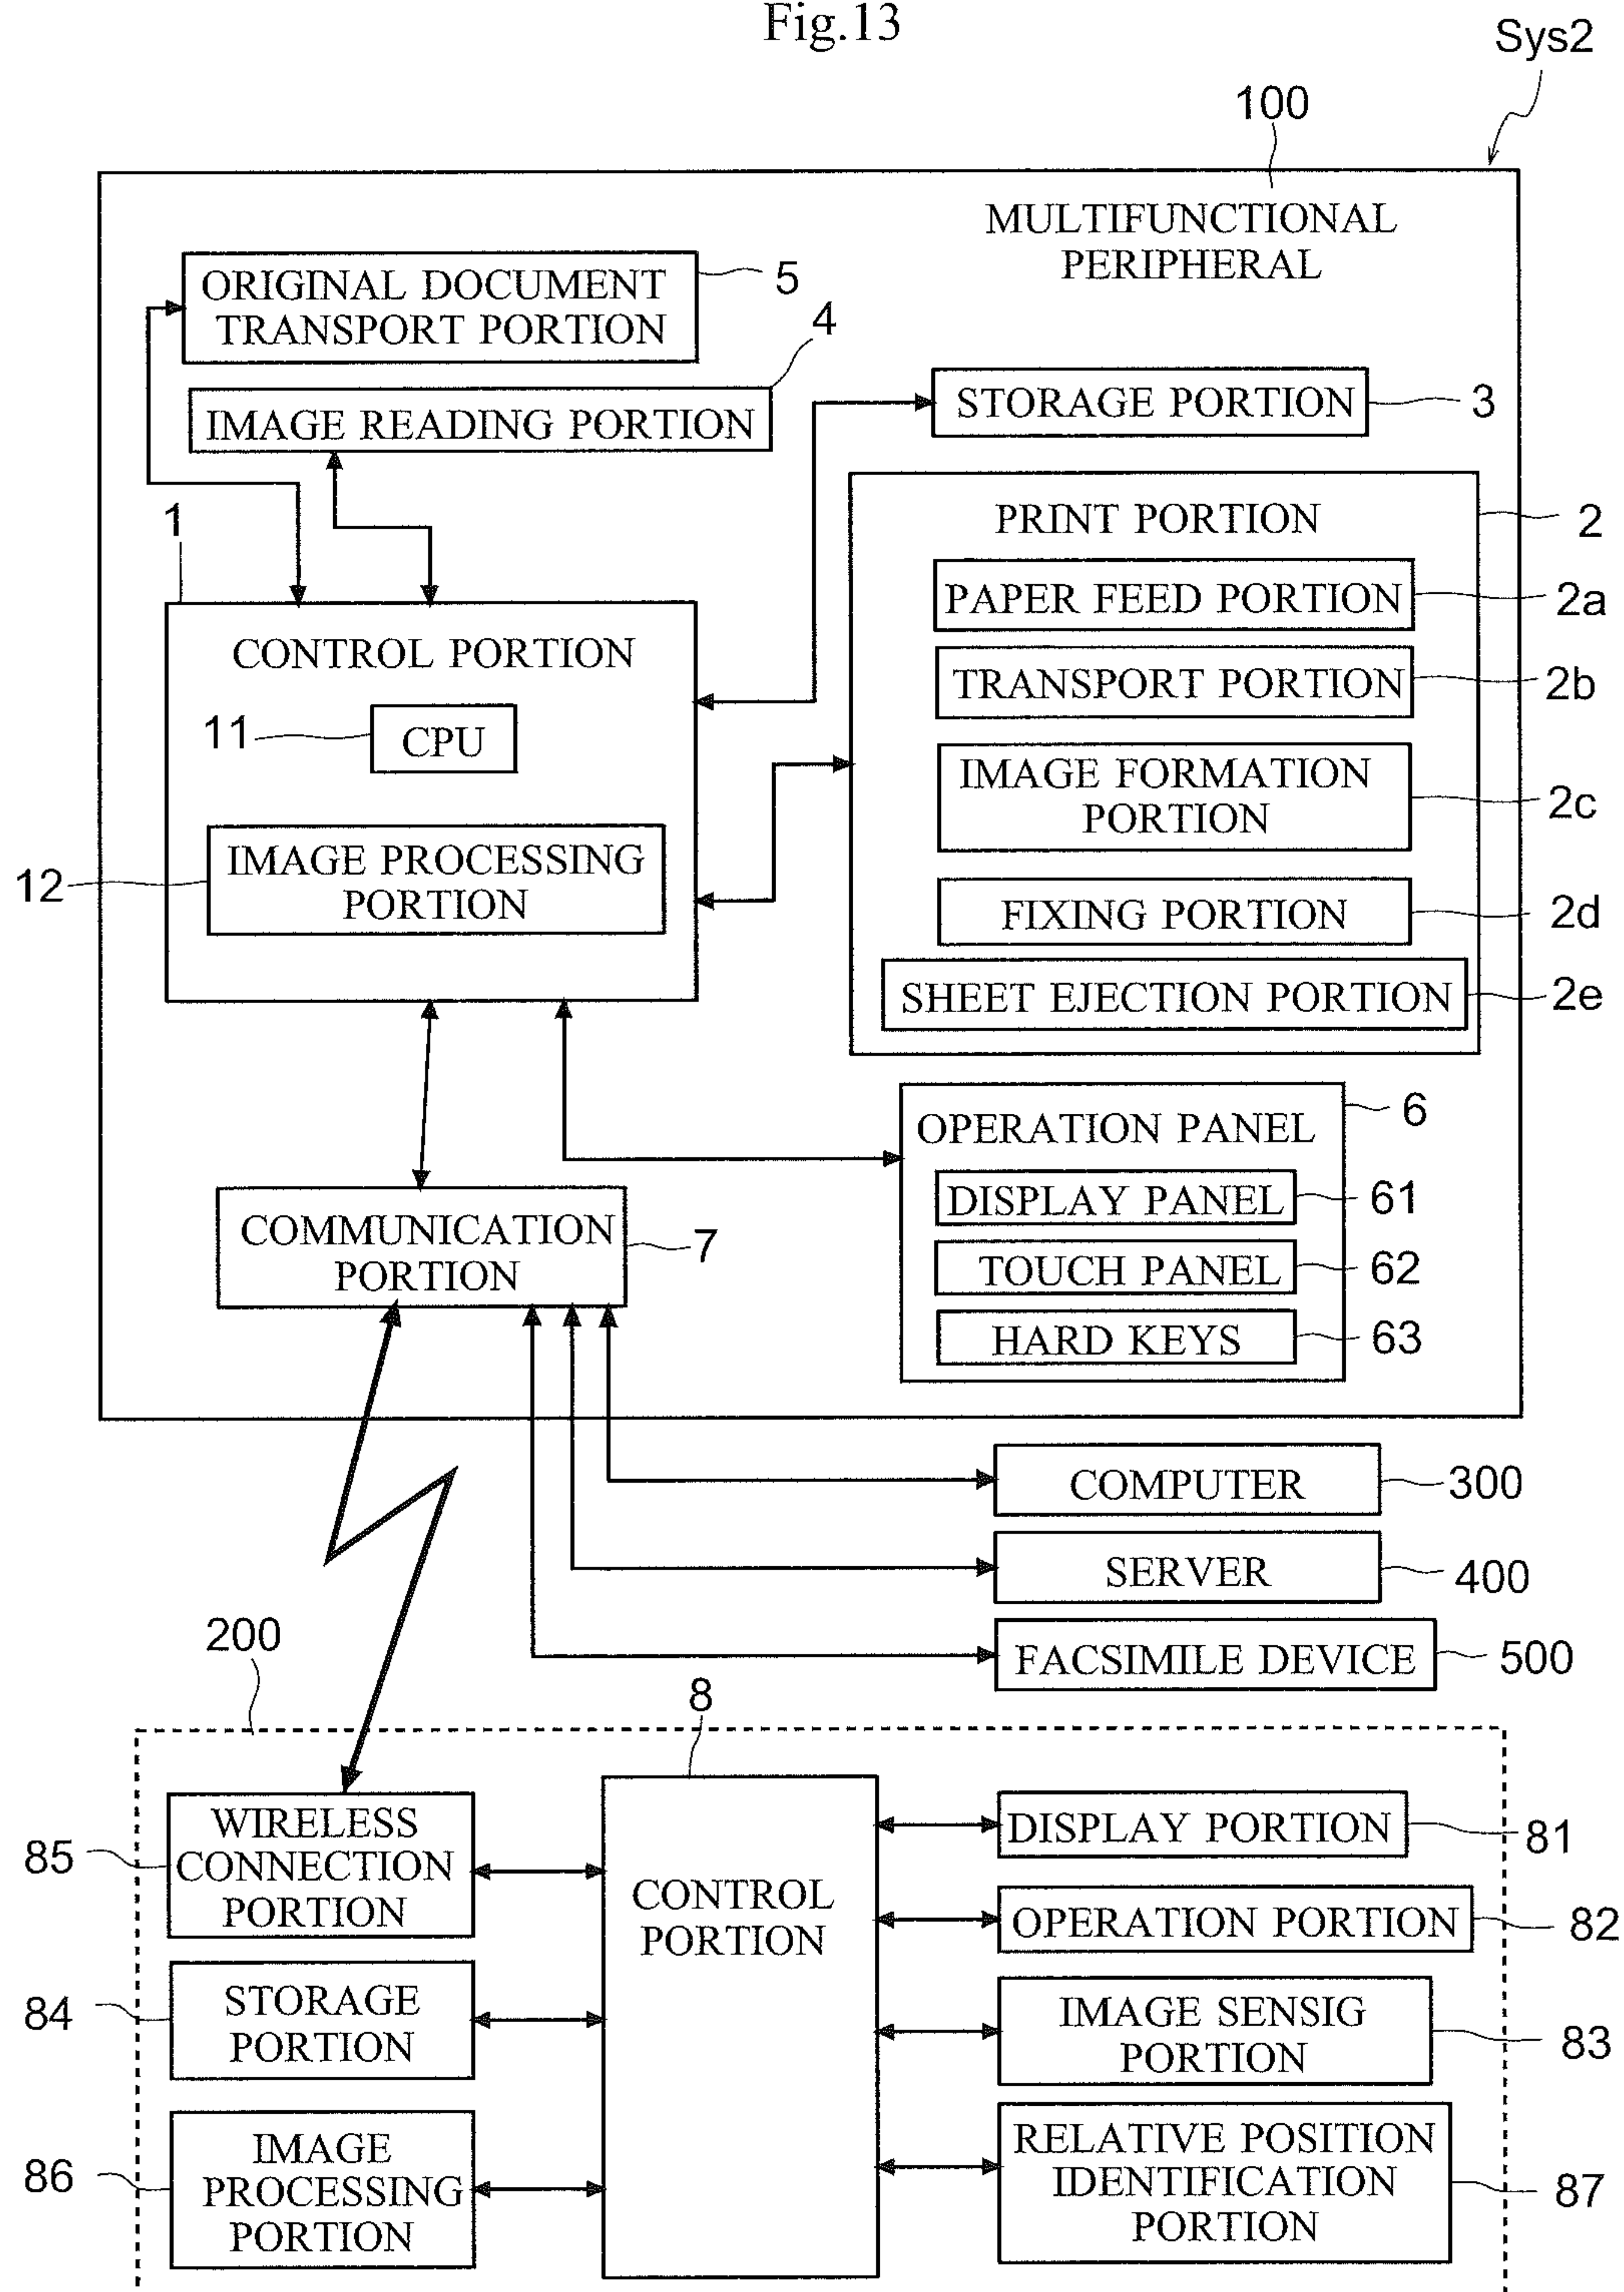 Fig.13
Sys2
100
MULTIFUNCTIONAL
PERIPHERAL
ORIGINAL DOCUMENT
TRANSPORT PORTION
5
4
IMAGE READING PORTION
STORAGE PORTION
3
1
PRINT PORTION
2
PAPER FEED PORTION
2a
CONTROL PORTION
TRANSPORT PORTION
2b
11
CPU
IMAGE FORMATION
PORTION
2c
12
IMAGE PROCESSING
PORTION
FIXING PORTION
2d
SHEET EJECTION PORTION
2e
OPERATION PANEL
6
DISPLAY PANEL
61
COMMUNICATION
PORTION
7
TOUCH PANEL
62
HARD KEYS
63
COMPUTER
300
SERVER
400
FACSIMILE DEVICE
500
200
8
WIRELESS
CONNECTION
PORTION
85
CONTROL
PORTION
DISPLAY PORTION
81
OPERATION PORTION
82
84
STORAGE
PORTION
IMAGE SENSIG
PORTION
83
86
IMAGE
PROCESSING
PORTION
RELATIVE POSITION
IDENTIFICATION
PORTION
87